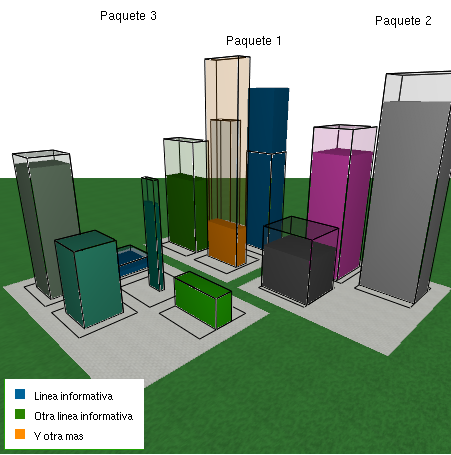 Paquete 3
Paquete 1
Paquete 2
Linea informativa
Otra linea informativa
Y otra mas